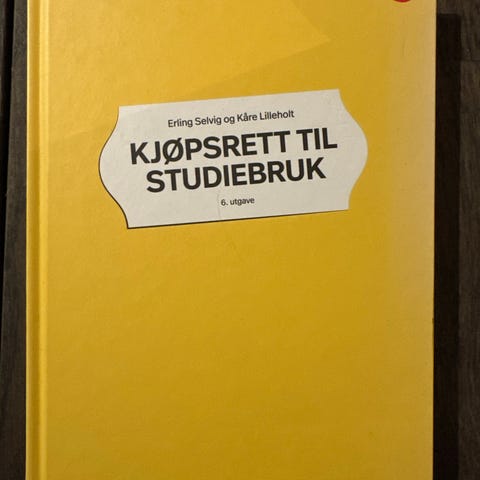 Erling Selvig og Kåre Lilleholt
KJØPSRETT TIL
STUDIEBRUK
6. utgave